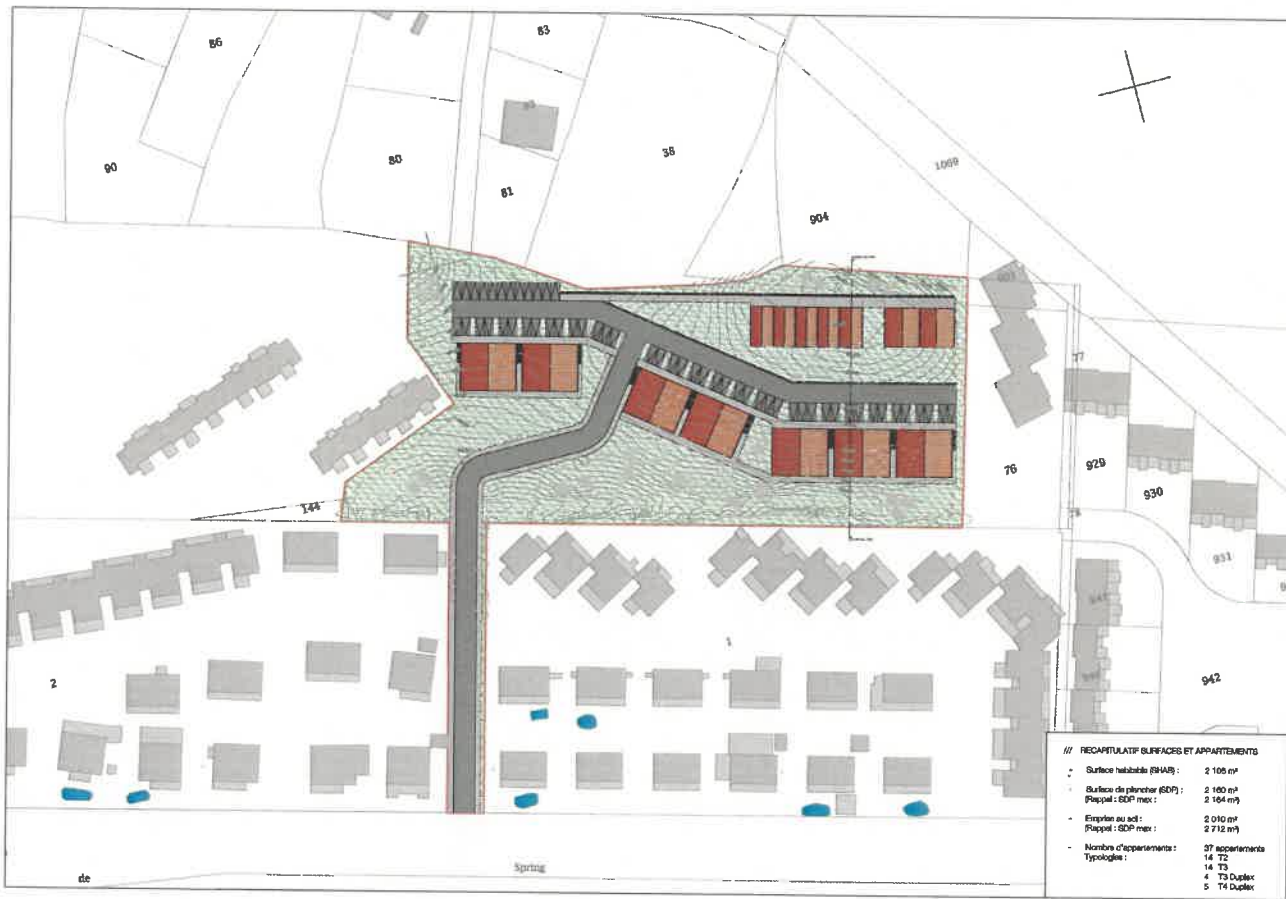 86
83
90
80
81
38
1069
904
77
144
76
929
930
78
931
1
2
942
/// RECAPITULATIF SURFACES ET APPARTEMENTS
Surface habitable (SHAB) : 2 105 m²
Surface de plancher (SDP) : 2 160 m²
(Rappel : SDP max : 2 164 m²)
- Emprise au sol : 2 010 m²
(Rappel : SDP max : 2 712 m²)
- Nombre d'appartements : 37 appartements
Typologies : 14 T2
14 T3
4 T3 Duplex
5 T4 Duplex
Spring
de